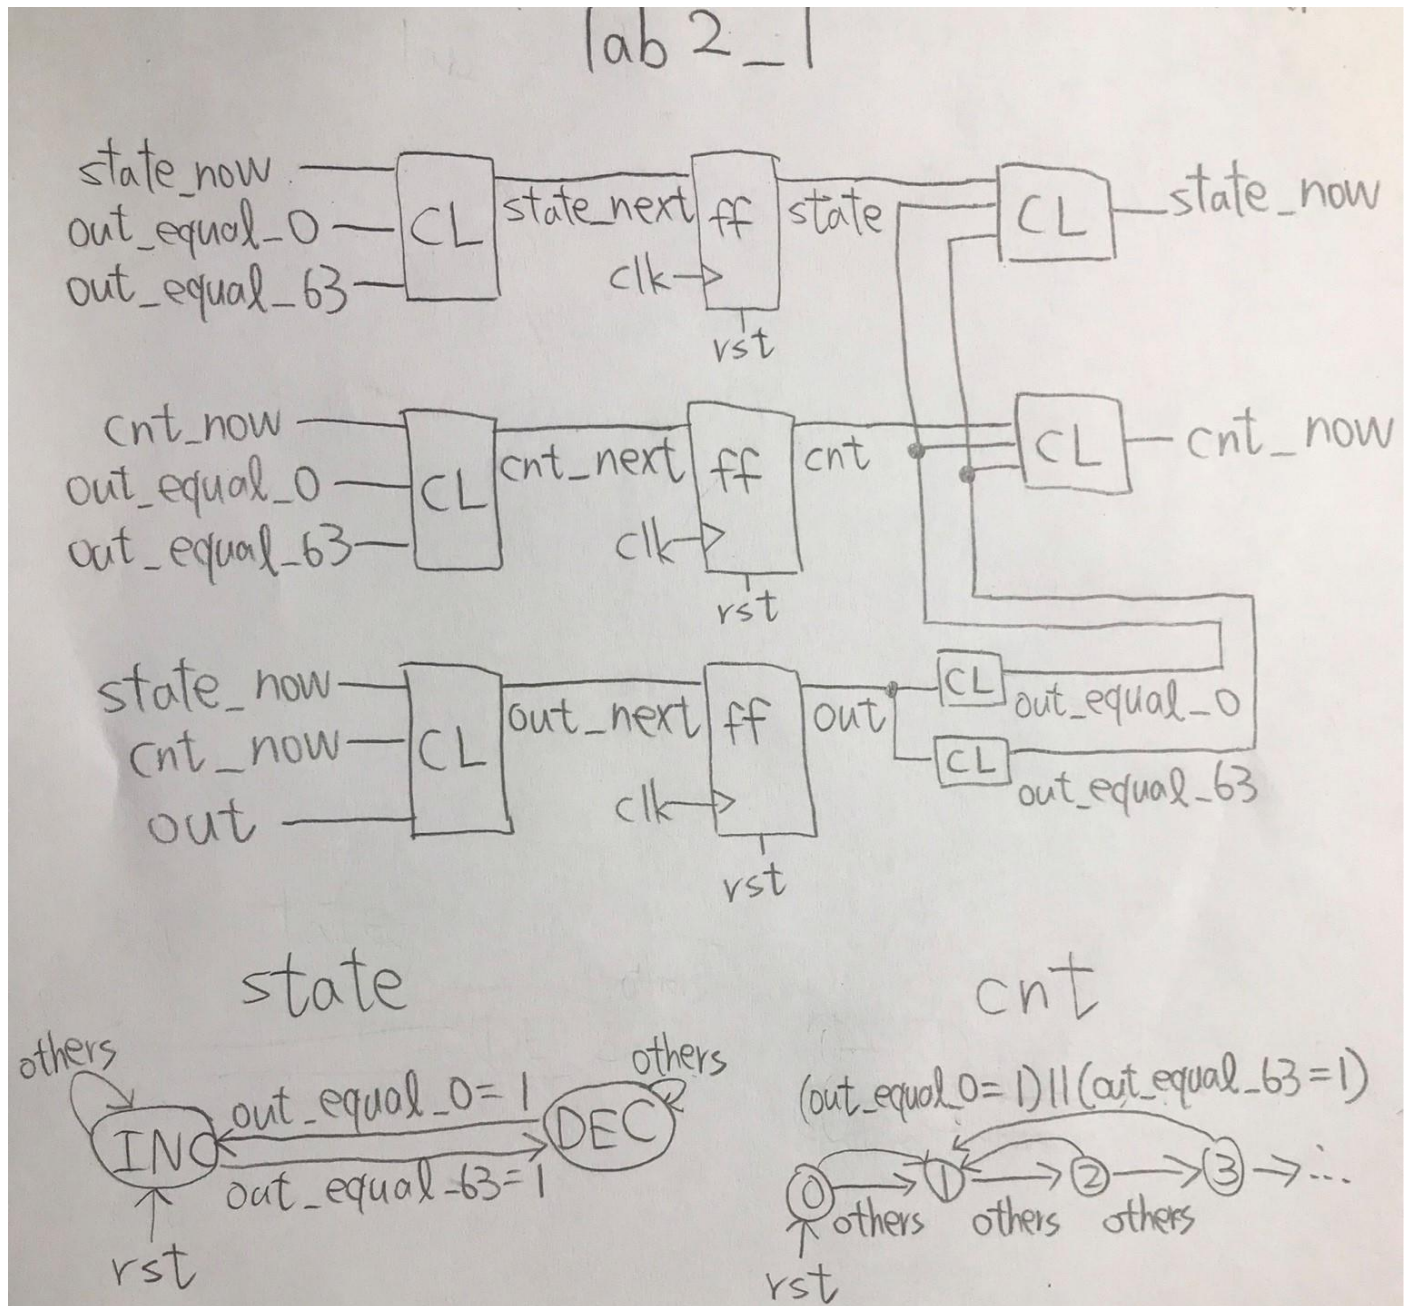 lab 2_1
state_now
out_equal_0
out_equal_63
CL
state_next
ff
clk
rst
state
CL
state_now
cnt_now
out_equal_0
out_equal_63
CL
cnt_next
ff
clk
rst
cnt
CL
cnt_now
state_now
cnt_now
out
CL
out_next
ff
clk
rst
out
CL
out_equal_0
CL
out_equal_63
state
others
INC
out_equal_0=1
out_equal_63=1
DEC
others
rst
cnt
(out_equal_0=1)||(out_equal_63=1)
0
others
1
others
2
others
3
...
rst